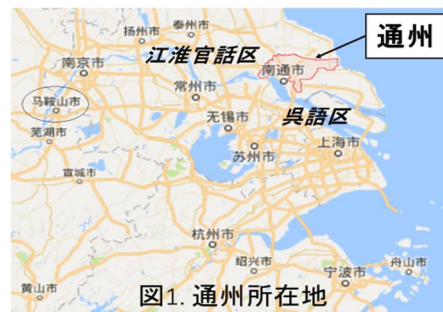 扬州市
泰州市
通州
江淮官話区
南京市
南通市
常州市
马鞍山市
呉語区
无锡市
芜湖市
苏州市
上海市
宣城市
杭州市
绍兴市
宁波市
舟山市
黄山市
図1. 通州所在地